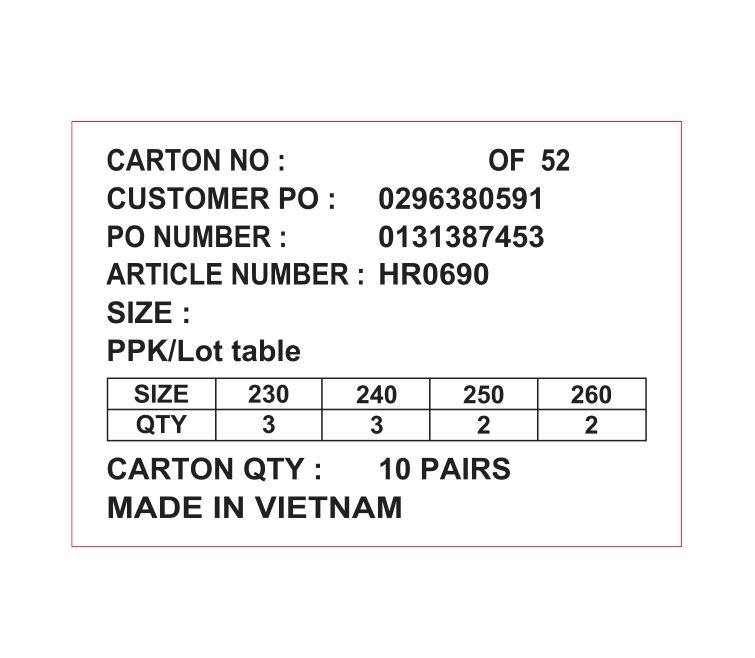 CARTON NO : OF 52
CUSTOMER PO : 0296380591
PO NUMBER : 0131387453
ARTICLE NUMBER : HR0690
SIZE :
PPK/Lot table
SIZE 230 240 250 260
QTY 3 3 2 2
CARTON QTY : 10 PAIRS
MADE IN VIETNAM